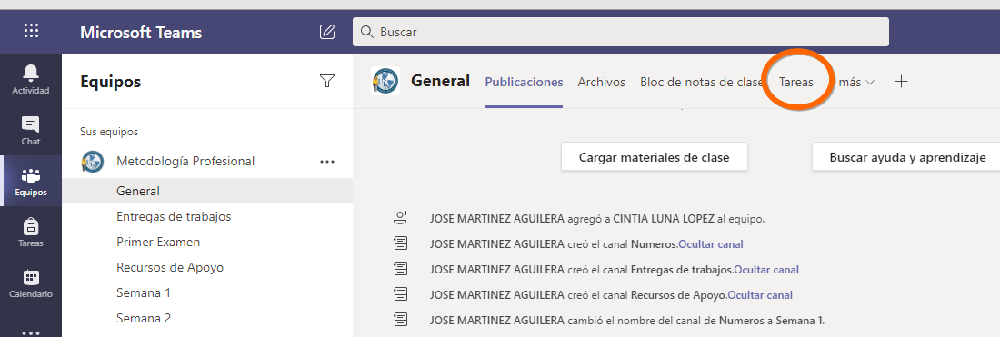 Microsoft Teams
Buscar
Actividad
Chat
Equipos
Tareas
Calendario
Equipos
Sus equipos
Metodología Profesional
General
Entregas de trabajos
Primer Examen
Recursos de Apoyo
Semana 1
Semana 2
General Publicaciones Archivos Bloc de notas de clase Tareas más
Cargar materiales de clase
Buscar ayuda y aprendizaje
JOSE MARTINEZ AGUILERA agregó a CINTIA LUNA LOPEZ al equipo.
JOSE MARTINEZ AGUILERA creó el canal Numeros.Ocultar canal
JOSE MARTINEZ AGUILERA creó el canal Entregas de trabajos.Ocultar canal
JOSE MARTINEZ AGUILERA creó el canal Recursos de Apoyo.Ocultar canal
JOSE MARTINEZ AGUILERA cambió el nombre del canal de Numeros a Semana 1.